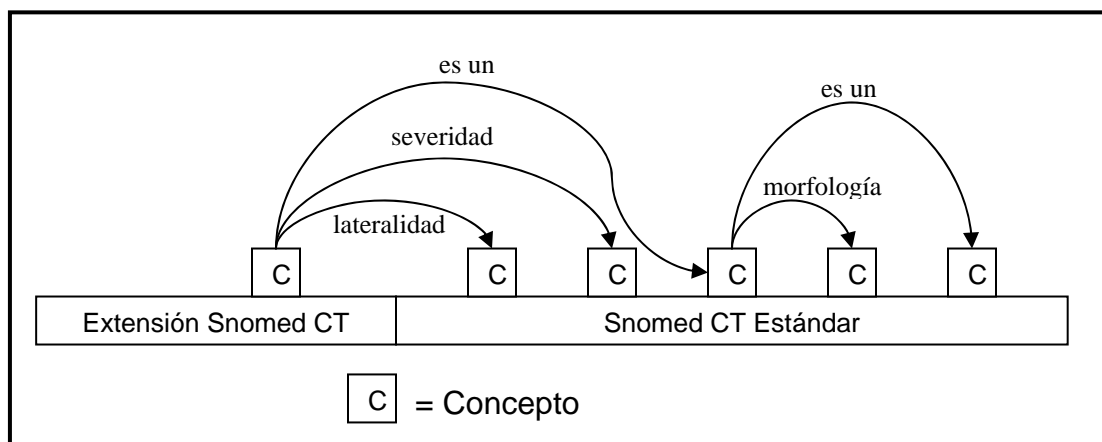 es un
es un
severidad
morfología
lateralidad
C
C
C
C
C
C
Extensión Snomed CT
Snomed CT Estándar
C = Concepto